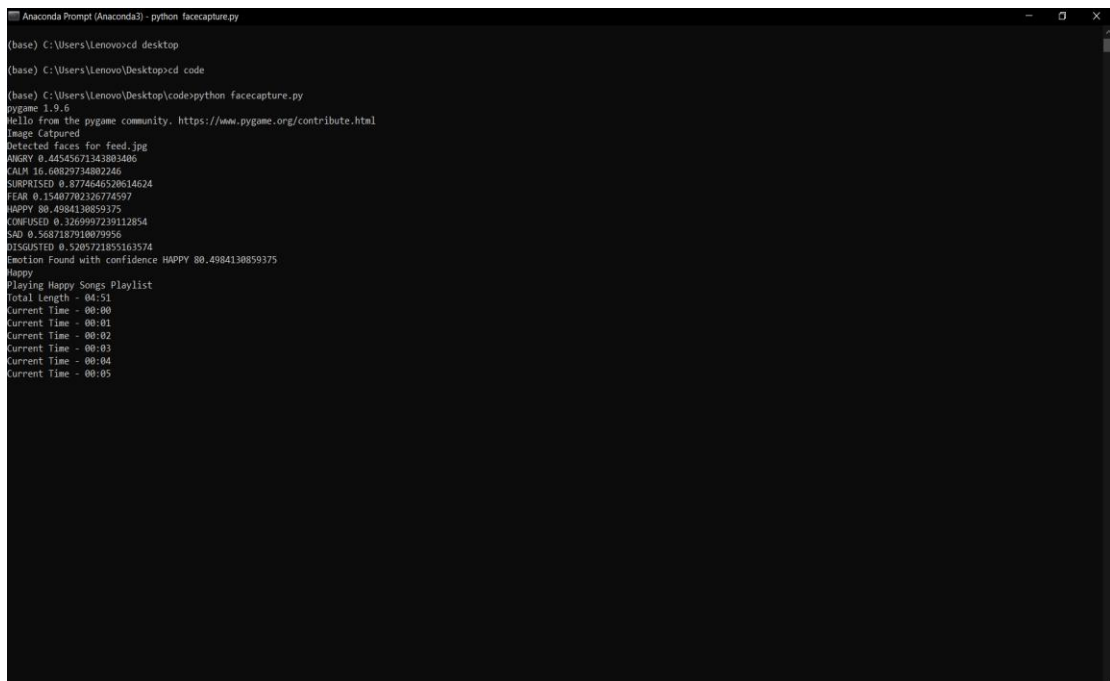 Anaconda Prompt (Anaconda3) - python facecapture.py
(base) C:\Users\Lenovo>cd desktop
(base) C:\Users\Lenovo\Desktop>cd code
(base) C:\Users\Lenovo\Desktop\code>python facecapture.py
pygame 1.9.6
Hello from the pygame community. https://www.pygame.org/contribute.html
Image Catpured
Detected faces for feed.jpg
ANGRY 0.44545671343803406
CALM 16.60829734802246
SURPRISED 0.8774646520614624
FEAR 0.15407702326774597
HAPPY 80.4984130859375
CONFUSED 0.3269997239112854
SAD 0.5687187910079956
DISGUSTED 0.5205721855163574
Emotion Found with confidence HAPPY 80.4984130859375
Happy
Playing Happy Songs Playlist
Total Length - 04:51
Current Time - 00:00
Current Time - 00:01
Current Time - 00:02
Current Time - 00:03
Current Time - 00:04
Current Time - 00:05